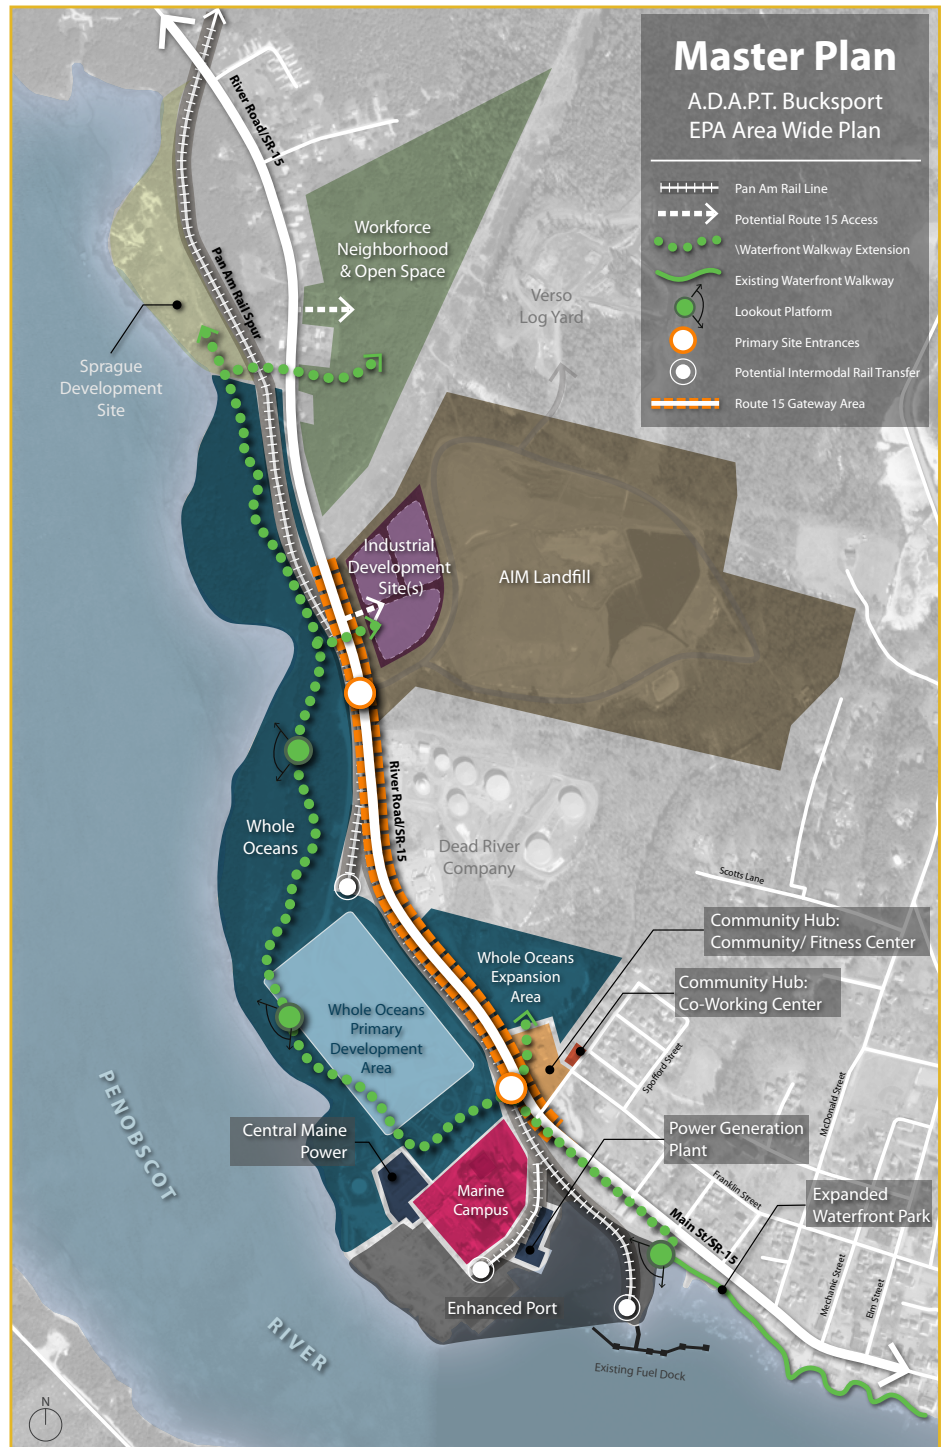 Master Plan
A.D.A.P.T. Bucksport
EPA Area Wide Plan
Pan Am Rail Line
Potential Route 15 Access
\Waterfront Walkway Extension
Existing Waterfront Walkway
Lookout Platform
Primary Site Entrances
Potential Intermodal Rail Transfer
Route 15 Gateway Area
River Road/SR-15
Workforce
Neighborhood
& Open Space
Pan Am Rail Spur
Verso
Log Yard
Sprague
Development
Site
Industrial
Development
Site(s)
AIM Landfill
River Road/SR-15
Whole
Oceans
Dead River
Company
Scotts Lane
Community Hub:
Community/ Fitness Center
Whole Oceans
Expansion
Area
Community Hub:
Co-Working Center
Whole Oceans
Primary
Development
Area
Spofford Street
McDonald Street
PENOBSCOT
RIVER
Central Maine
Power
Power Generation
Plant
Marine
Campus
Franklin Street
Expanded
Waterfront Park
Main St/SR-15
Mechanic Street
Elm Street
Enhanced Port
Existing Fuel Dock
N